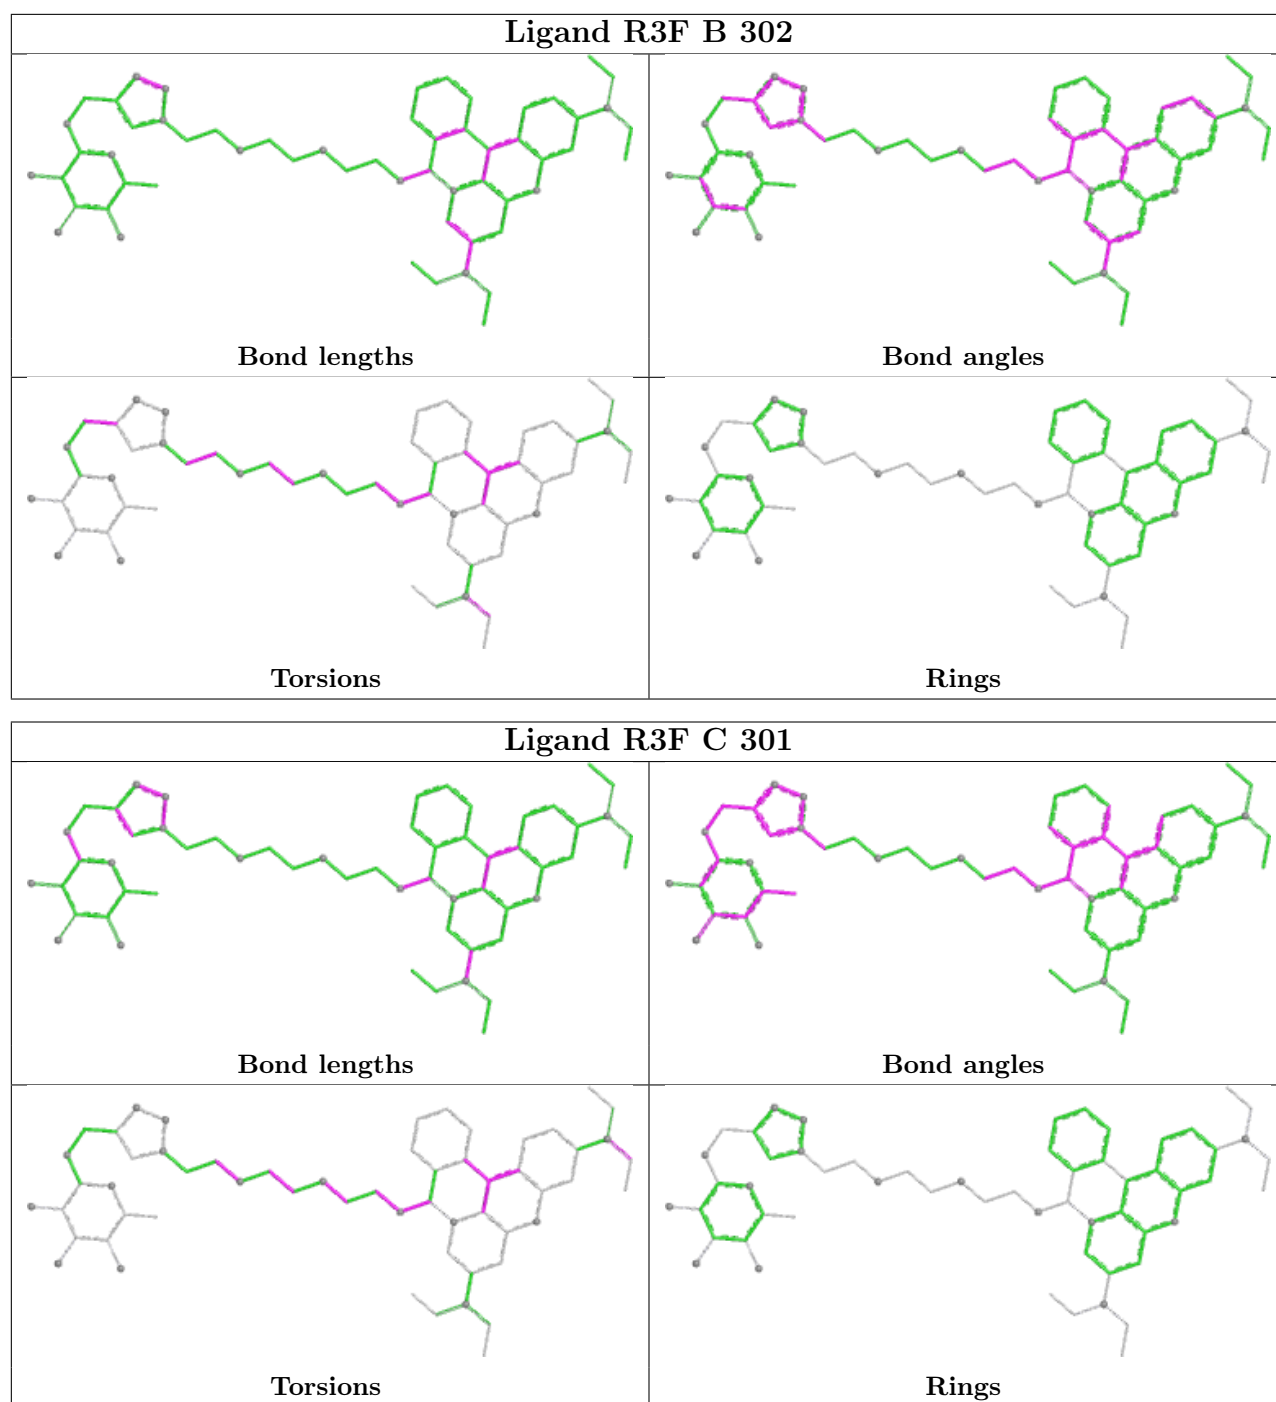 Ligand R3F B 302
Bond lengths
Bond angles
Torsions
Rings
Ligand R3F C 301
Bond lengths
Bond angles
Torsions
Rings